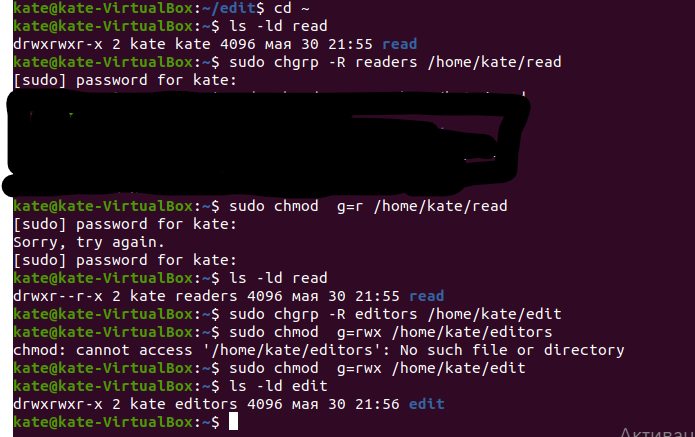 kate@kate-VirtualBox:~/edit$ cd ~
kate@kate-VirtualBox:~$ ls -ld read
drwxrwxr-x 2 kate kate 4096 мая 30 21:55 read
kate@kate-VirtualBox:~$ sudo chgrp -R readers /home/kate/read
[sudo] password for kate:
kate@kate-VirtualBox:~$ sudo chmod  g=r /home/kate/read
[sudo] password for kate:
Sorry, try again.
[sudo] password for kate:
kate@kate-VirtualBox:~$ ls -ld read
drwxr--r-x 2 kate readers 4096 мая 30 21:55 read
kate@kate-VirtualBox:~$ sudo chgrp -R editors /home/kate/edit
kate@kate-VirtualBox:~$ sudo chmod  g=rwx /home/kate/editors
chmod: cannot access '/home/kate/editors': No such file or directory
kate@kate-VirtualBox:~$ sudo chmod  g=rwx /home/kate/edit
kate@kate-VirtualBox:~$ ls -ld edit
drwxrwxr-x 2 kate editors 4096 мая 30 21:56 edit
kate@kate-VirtualBox:~$